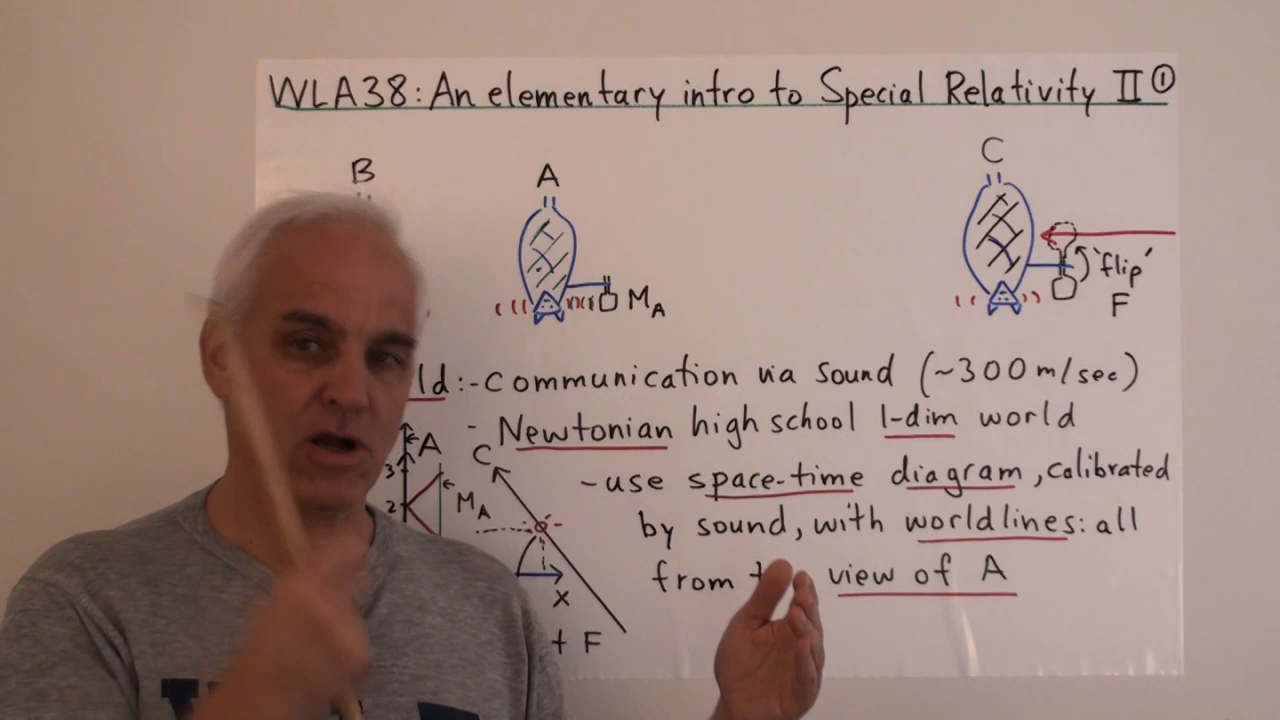 WLA38: An elementary intro to Special Relativity II ①
B
A
C
M_A
'flip'
F
ld: - Communication via sound (~300 m/sec)
- Newtonian high school 1-dim world
- use space-time diagram, calibrated
by sound, with worldlines: all
from view of A
A
3
2
M_A
C
x
+ F